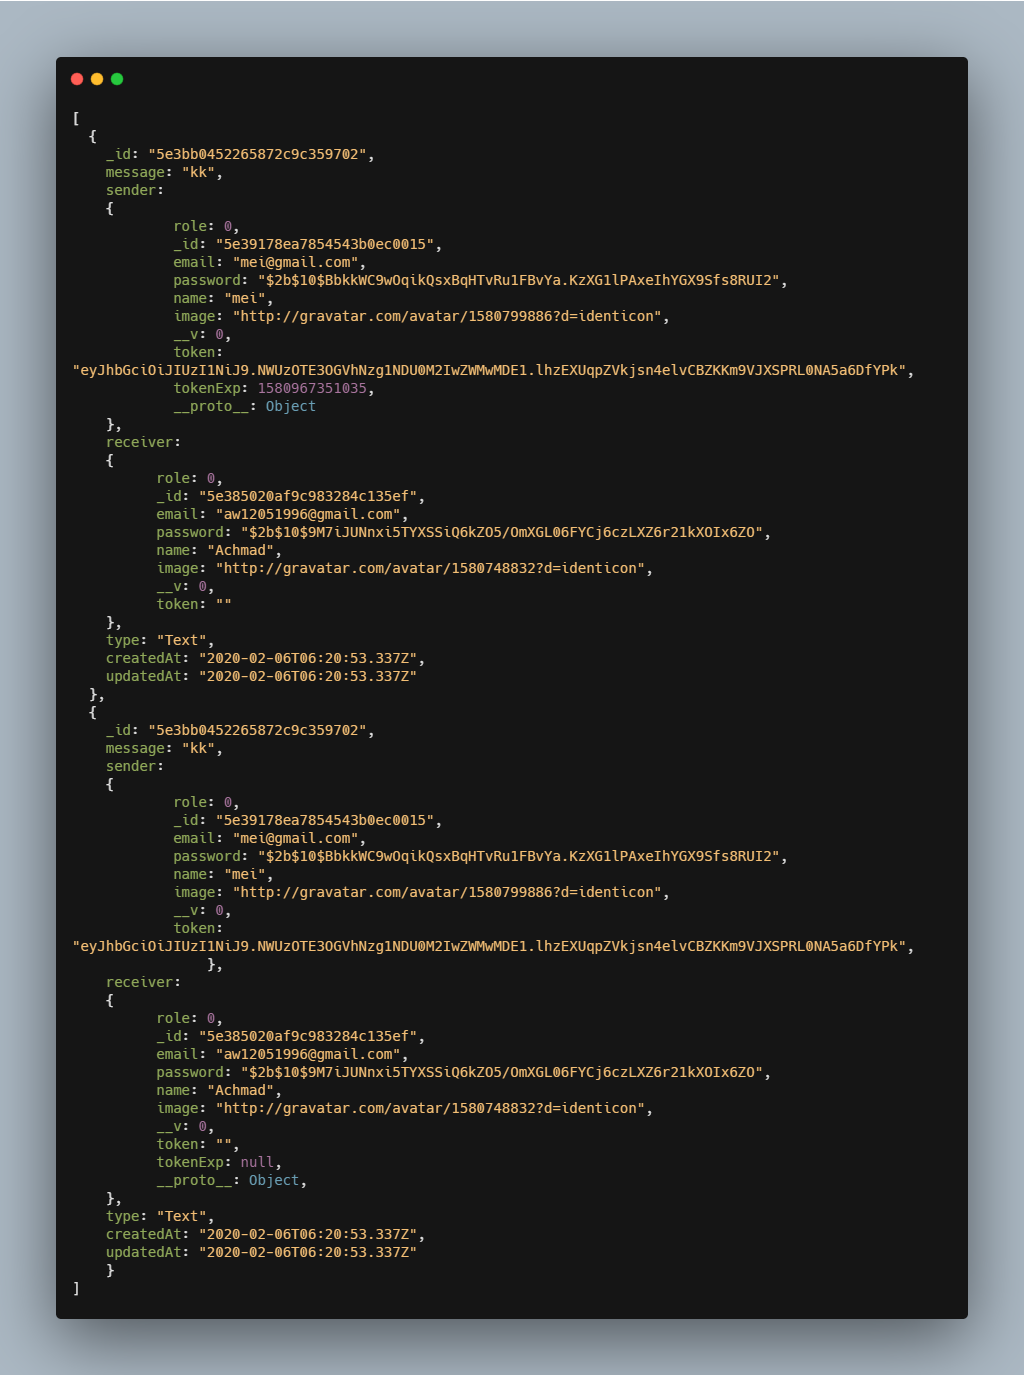 [
{
_id: "5e3bb0452265872c9c359702",
message: "kk",
sender:
{
role: 0,
_id: "5e39178ea7854543b0ec0015",
email: "mei@gmail.com",
password: "$2b$10$BbkkWC9wOqikQsxBqHTvRu1FBvYa.KzXG1lPAxeIhYGX9Sfs8RUI2",
name: "mei",
image: "http://gravatar.com/avatar/1580799886?d=identicon",
__v: 0,
token:
"eyJhbGciOiJIUzI1NiJ9.NWUzOTE3OGVhNzg1NDU0M2IwZWMwMDE1.lhzEXUqpZVkjsn4elvCBZKKm9VJXSPRL0NA5a6DfYPk",
tokenExp: 1580967351035,
__proto__: Object
},
receiver:
{
role: 0,
_id: "5e385020af9c983284c135ef",
email: "aw12051996@gmail.com",
password: "$2b$10$9M7iJUNnxi5TYXSSiQ6kZO5/OmXGL06FYCj6czLXZ6r21kXOIx6ZO",
name: "Achmad",
image: "http://gravatar.com/avatar/1580748832?d=identicon",
__v: 0,
token: ""
},
type: "Text",
createdAt: "2020-02-06T06:20:53.337Z",
updatedAt: "2020-02-06T06:20:53.337Z"
},
{
_id: "5e3bb0452265872c9c359702",
message: "kk",
sender:
{
role: 0,
_id: "5e39178ea7854543b0ec0015",
email: "mei@gmail.com",
password: "$2b$10$BbkkWC9wOqikQsxBqHTvRu1FBvYa.KzXG1lPAxeIhYGX9Sfs8RUI2",
name: "mei",
image: "http://gravatar.com/avatar/1580799886?d=identicon",
__v: 0,
token:
"eyJhbGciOiJIUzI1NiJ9.NWUzOTE3OGVhNzg1NDU0M2IwZWMwMDE1.lhzEXUqpZVkjsn4elvCBZKKm9VJXSPRL0NA5a6DfYPk",
},
receiver:
{
role: 0,
_id: "5e385020af9c983284c135ef",
email: "aw12051996@gmail.com",
password: "$2b$10$9M7iJUNnxi5TYXSSiQ6kZO5/OmXGL06FYCj6czLXZ6r21kXOIx6ZO",
name: "Achmad",
image: "http://gravatar.com/avatar/1580748832?d=identicon",
__v: 0,
token: "",
tokenExp: null,
__proto__: Object,
},
type: "Text",
createdAt: "2020-02-06T06:20:53.337Z",
updatedAt: "2020-02-06T06:20:53.337Z"
}
]